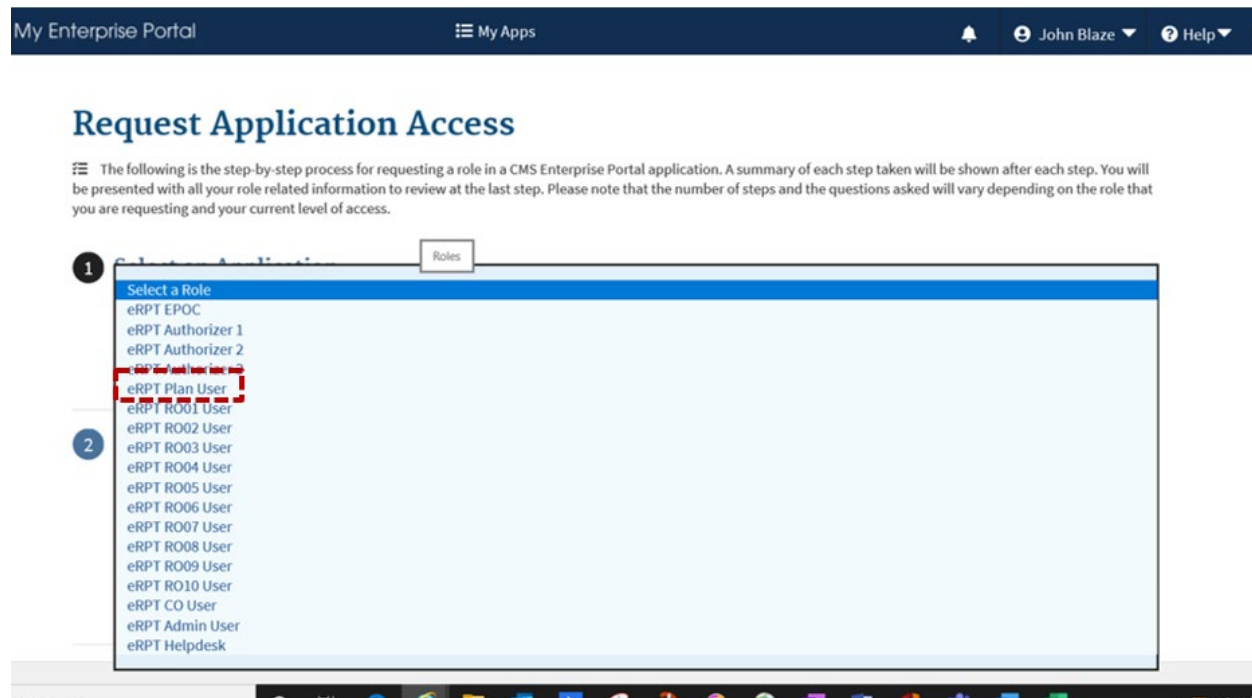 My Enterprise Portal
My Apps
John Blaze
Help
Request Application Access
The following is the step-by-step process for requesting a role in a CMS Enterprise Portal application. A summary of each step taken will be shown after each step. You will
be presented with all your role related information to review at the last step. Please note that the number of steps and the questions asked will vary depending on the role that
you are requesting and your current level of access.
1
Select an Application
Roles
Select a Role
eRPT EPOC
eRPT Authorizer 1
eRPT Authorizer 2
eRPT Authorizer 3
eRPT Plan User
eRPT RO01 User
2
eRPT RO02 User
eRPT RO03 User
eRPT RO04 User
eRPT RO05 User
eRPT RO06 User
eRPT RO07 User
eRPT RO08 User
eRPT RO09 User
eRPT RO10 User
eRPT CO User
eRPT Admin User
eRPT Helpdesk